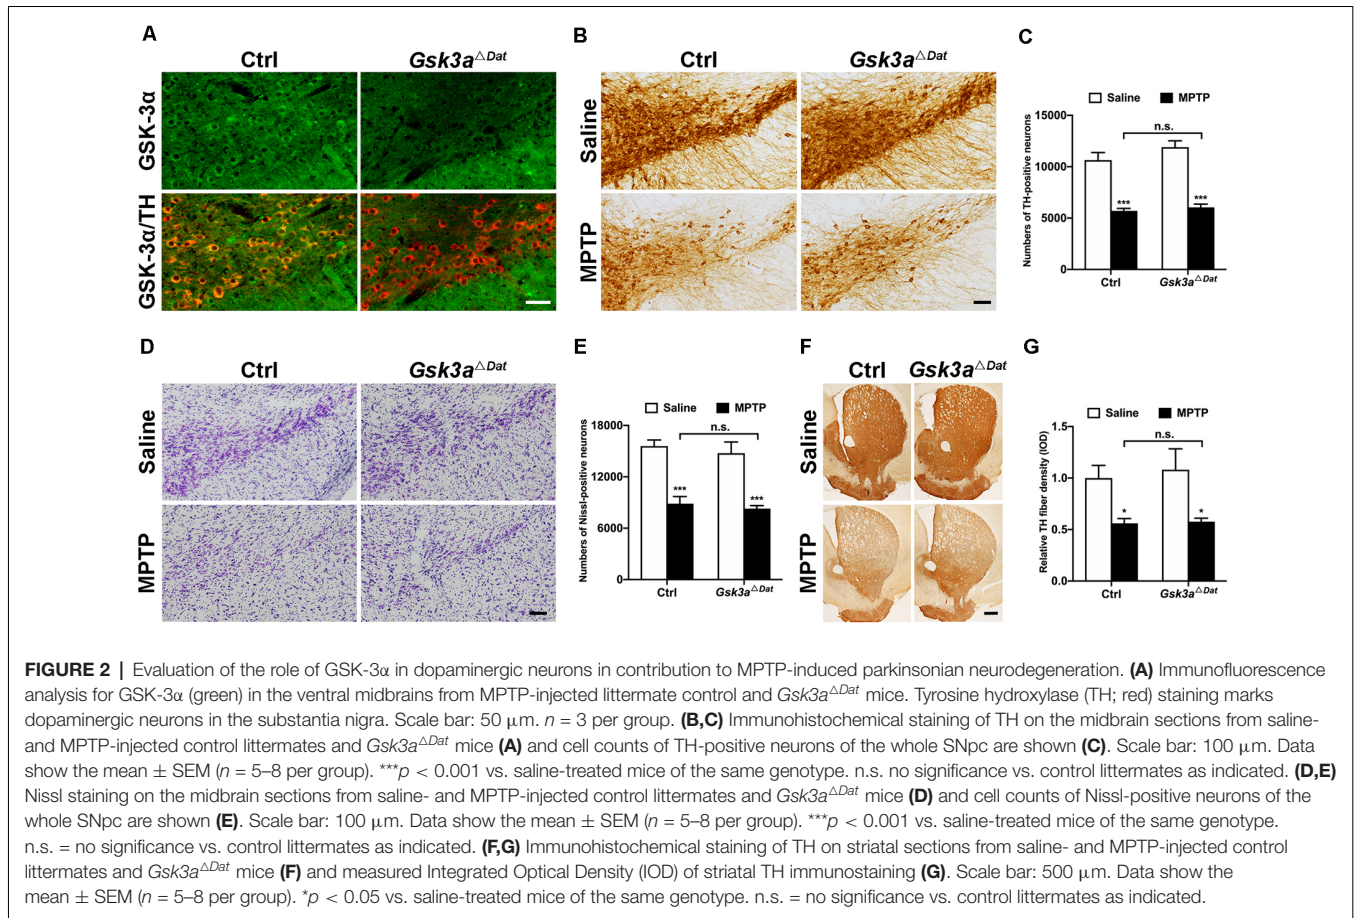 A
Ctrl
Gsk3a△Dat
GSK-3α
GSK-3α/TH
B
Ctrl
Gsk3a△Dat
Saline
MPTP
C
Saline
MPTP
Numbers of TH-positive neurons
15000
10000
5000
0
n.s.
***
***
Ctrl
Gsk3a△Dat
D
Ctrl
Gsk3a△Dat
Saline
MPTP
E
Saline
MPTP
Numbers of Nissl-positive neurons
18000
12000
6000
0
n.s.
***
***
Ctrl
Gsk3a△Dat
F
Ctrl
Gsk3a△Dat
Saline
MPTP
G
Saline
MPTP
Relative TH fiber density (IOD)
1.5
1.0
0.5
0.0
n.s.
*
*
Ctrl
Gsk3a△Dat
FIGURE 2 | Evaluation of the role of GSK-3α in dopaminergic neurons in contribution to MPTP-induced parkinsonian neurodegeneration. (A) Immunofluorescence
analysis for GSK-3α (green) in the ventral midbrains from MPTP-injected littermate control and Gsk3a△Dat mice. Tyrosine hydroxylase (TH; red) staining marks
dopaminergic neurons in the substantia nigra. Scale bar: 50 μm. n = 3 per group. (B,C) Immunohistochemical staining of TH on the midbrain sections from saline-
and MPTP-injected control littermates and Gsk3a△Dat mice (A) and cell counts of TH-positive neurons of the whole SNpc are shown (C). Scale bar: 100 μm. Data
show the mean ± SEM (n = 5–8 per group). ***p < 0.001 vs. saline-treated mice of the same genotype. n.s. no significance vs. control littermates as indicated. (D,E)
Nissl staining on the midbrain sections from saline- and MPTP-injected control littermates and Gsk3a△Dat mice (D) and cell counts of Nissl-positive neurons of the
whole SNpc are shown (E). Scale bar: 100 μm. Data show the mean ± SEM (n = 5–8 per group). ***p < 0.001 vs. saline-treated mice of the same genotype.
n.s. = no significance vs. control littermates as indicated. (F,G) Immunohistochemical staining of TH on striatal sections from saline- and MPTP-injected control
littermates and Gsk3a△Dat mice (F) and measured Integrated Optical Density (IOD) of striatal TH immunostaining (G). Scale bar: 500 μm. Data show the
mean ± SEM (n = 5–8 per group). *p < 0.05 vs. saline-treated mice of the same genotype. n.s. = no significance vs. control littermates as indicated.